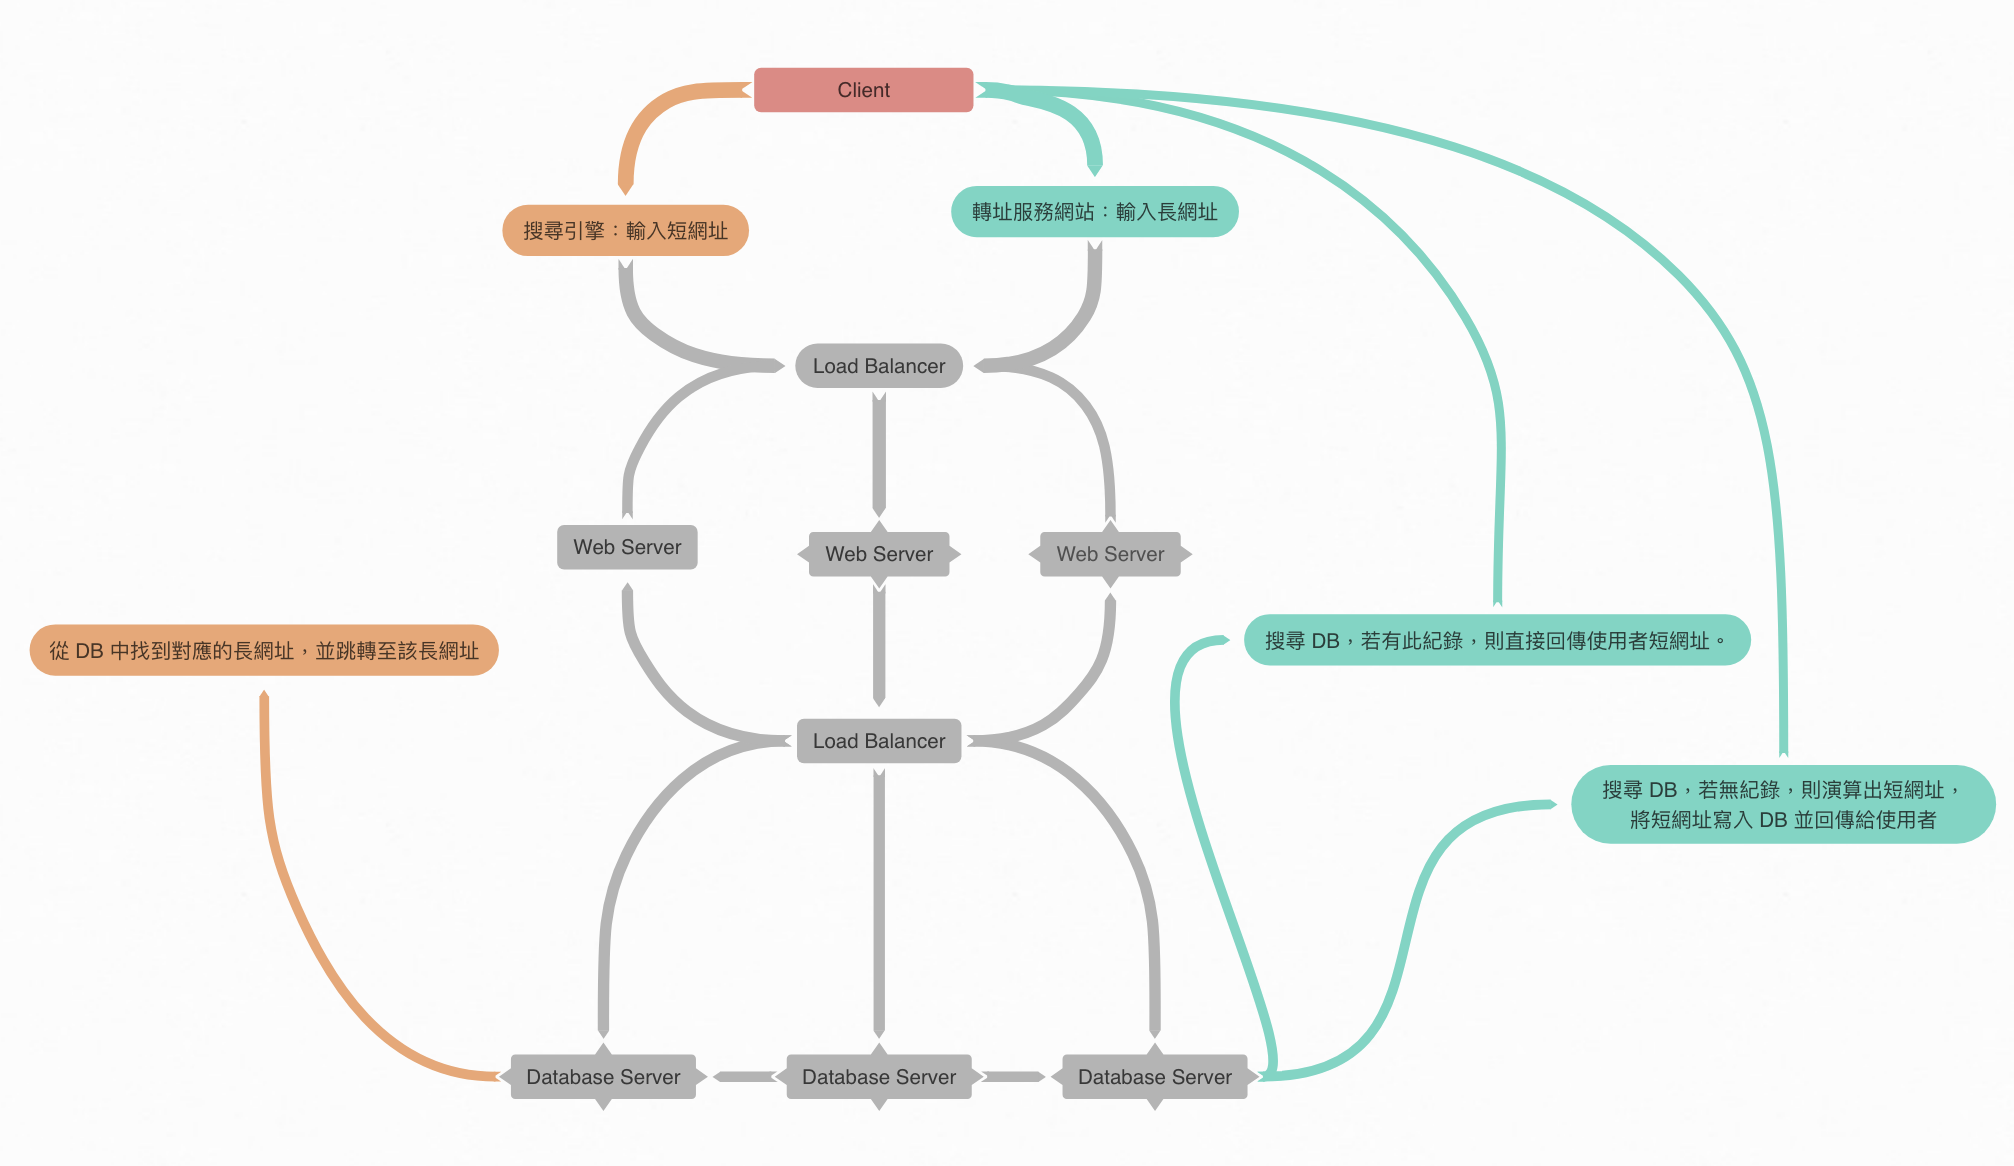 Client
搜尋引擎：輸入短網址
轉址服務網站：輸入長網址
Load Balancer
Web Server
Web Server
Web Server
從 DB 中找到對應的長網址，並跳轉至該長網址
搜尋 DB，若有此紀錄，則直接回傳使用者短網址。
Load Balancer
搜尋 DB，若無紀錄，則演算出短網址，
將短網址寫入 DB 並回傳給使用者
Database Server
Database Server
Database Server